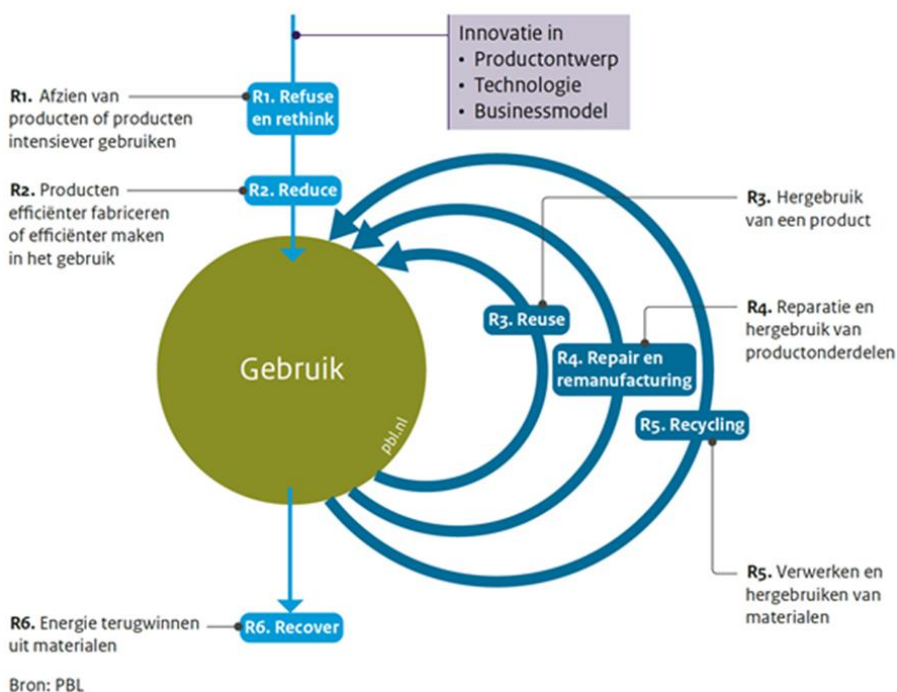 Innovatie in
• Productontwerp
• Technologie
• Businessmodel
R1. Afzien van
producten of producten
intensiever gebruiken
R1. Refuse
en rethink
R2. Producten
efficiënter fabriceren
of efficiënter maken
in het gebruik
R2. Reduce
R3. Hergebruik
van een product
R3. Reuse
R4. Reparatie en
hergebruik van
productonderdelen
R4. Repair en
remanufacturing
Gebruik
pbl.nl
R5. Recycling
R5. Verwerken en
hergebruiken van
materialen
R6. Energie terugwinnen
uit materialen
R6. Recover
Bron: PBL